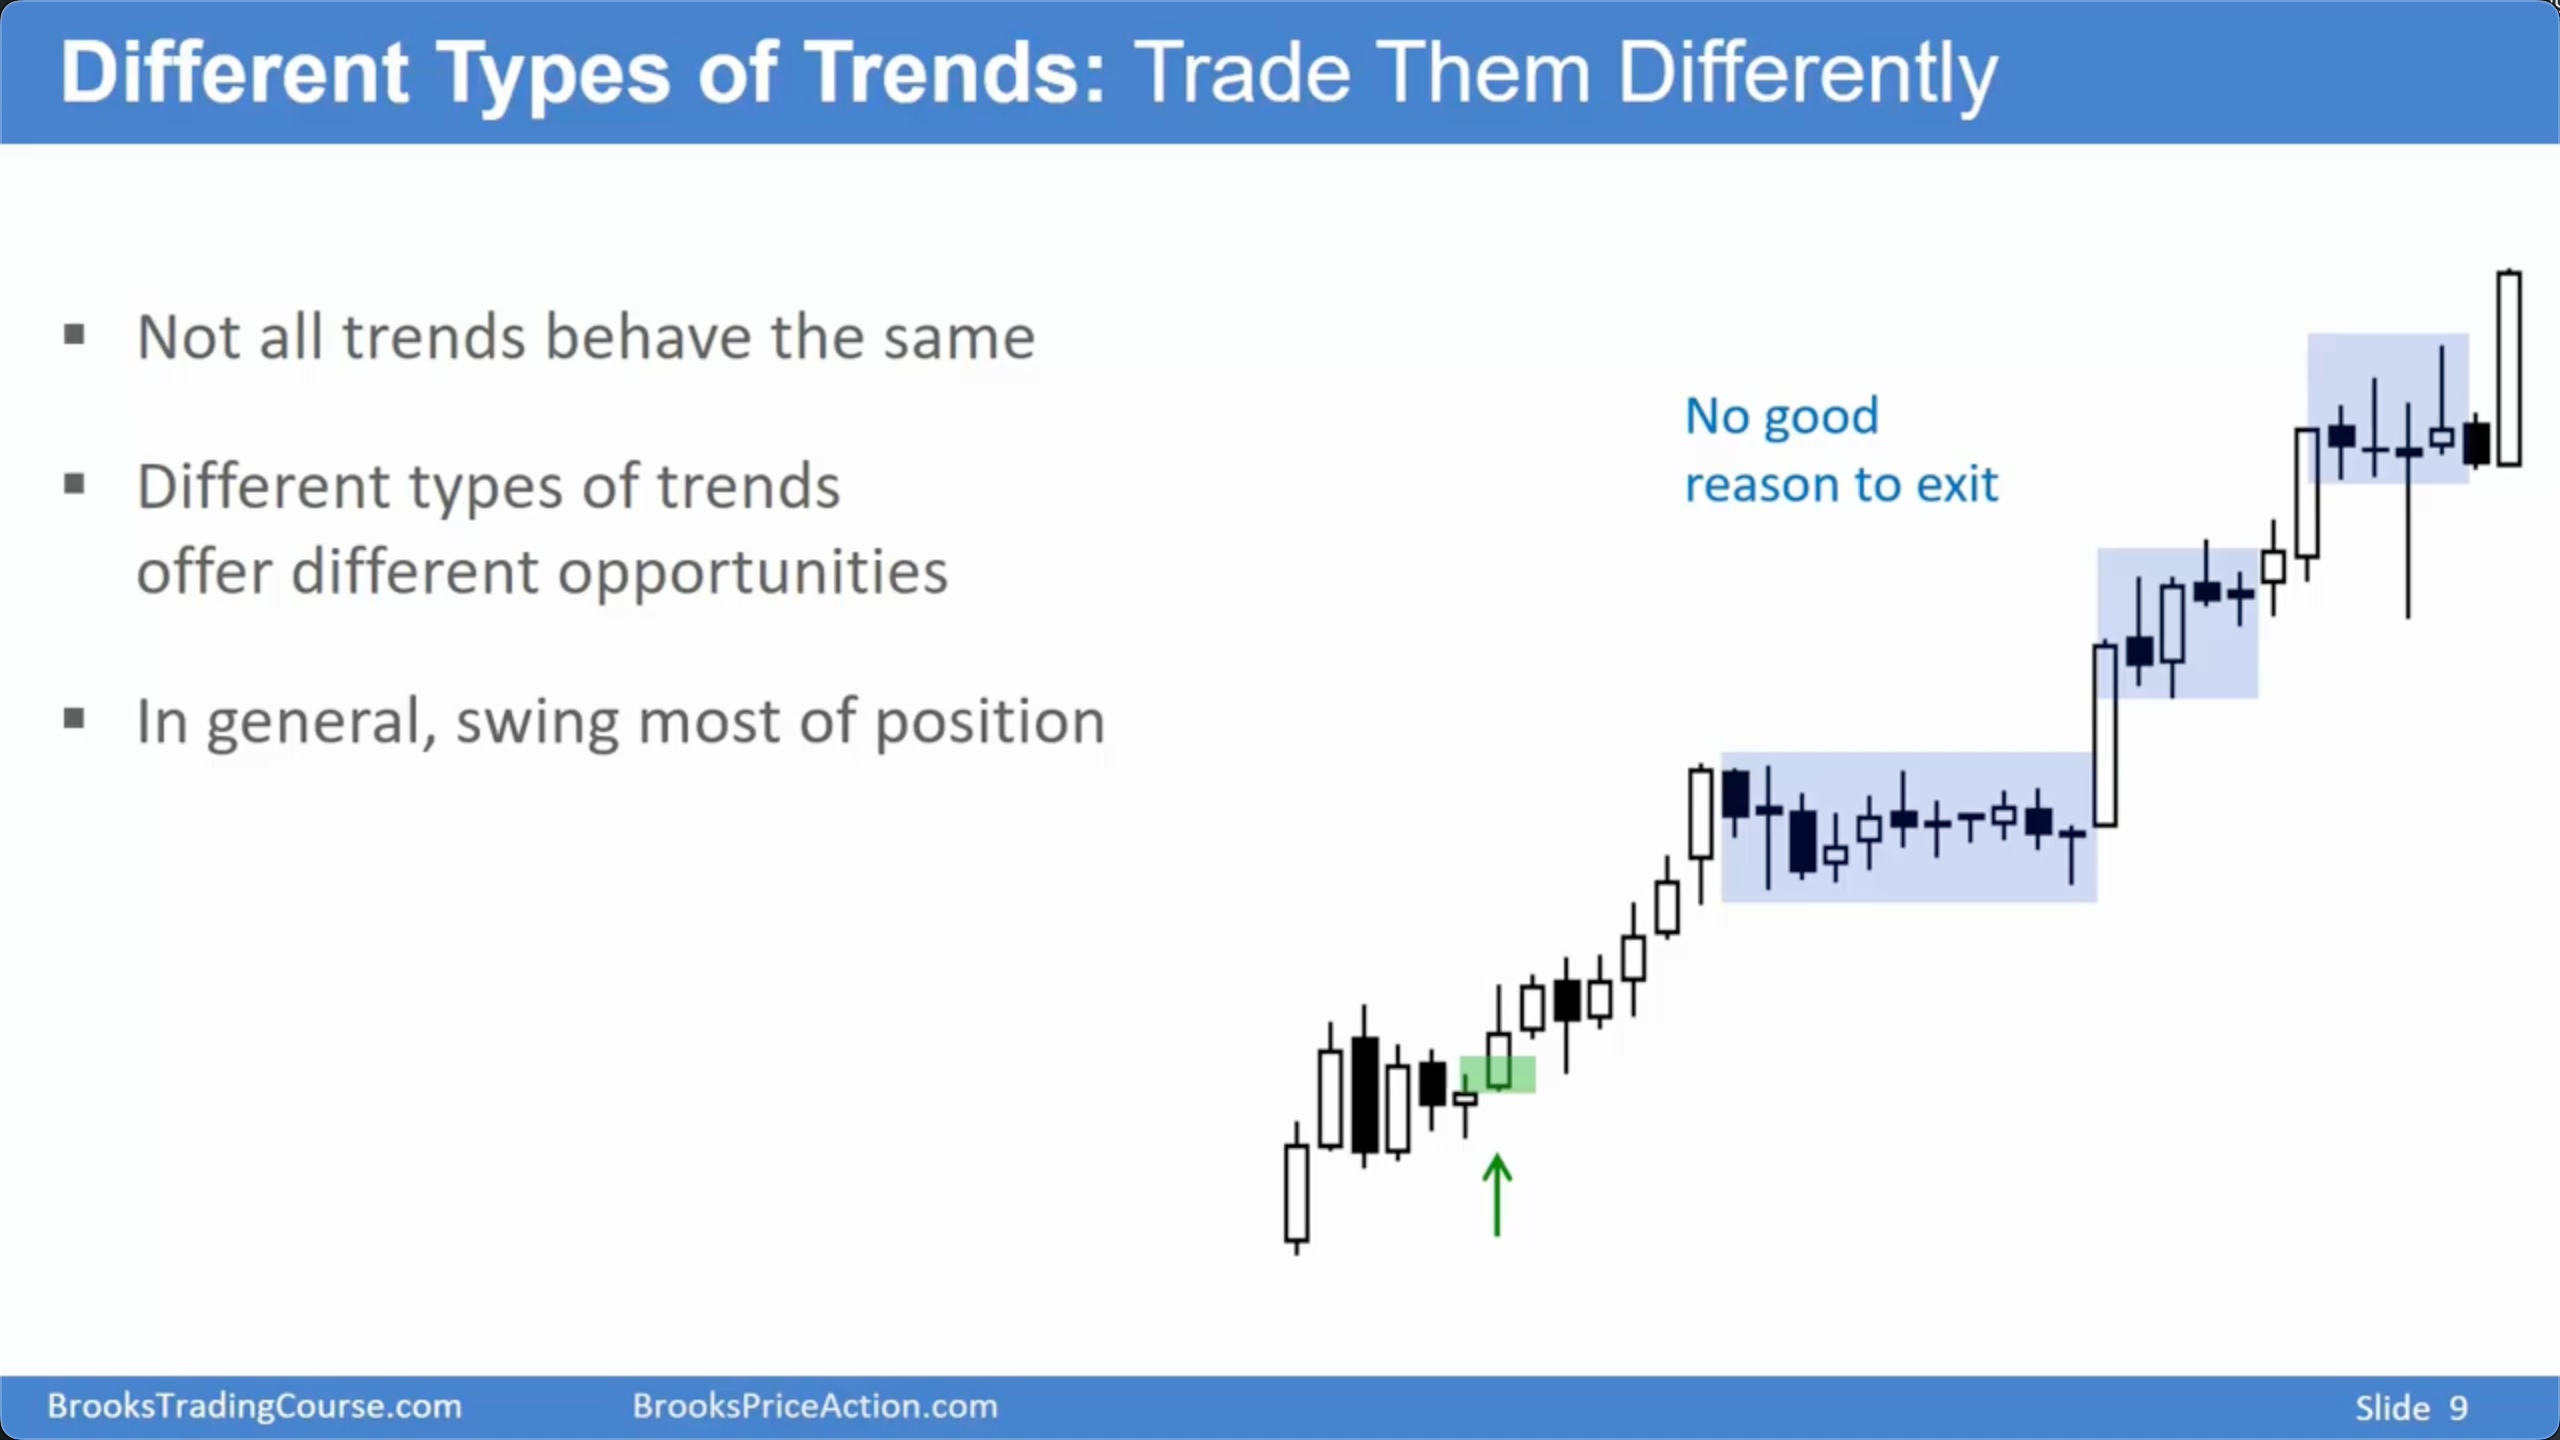 Different Types of Trends: Trade Them Differently
▪ Not all trends behave the same
▪ Different types of trends
offer different opportunities
▪ In general, swing most of position
No good
reason to exit
BrooksTradingCourse.com
BrooksPriceAction.com
Slide 9